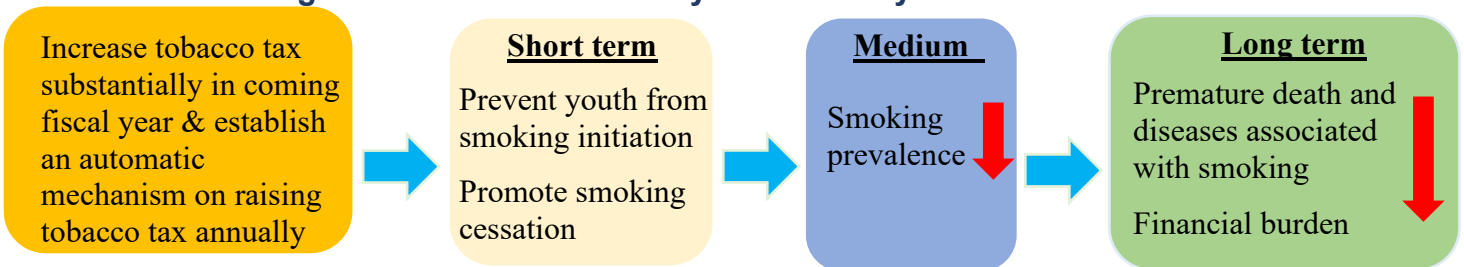 Increase tobacco tax
substantially in coming
fiscal year & establish
an automatic
mechanism on raising
tobacco tax annually
Short term
Prevent youth from
smoking initiation
Promote smoking
cessation
Medium
Smoking
prevalence
Long term
Premature death and
diseases associated
with smoking
Financial burden